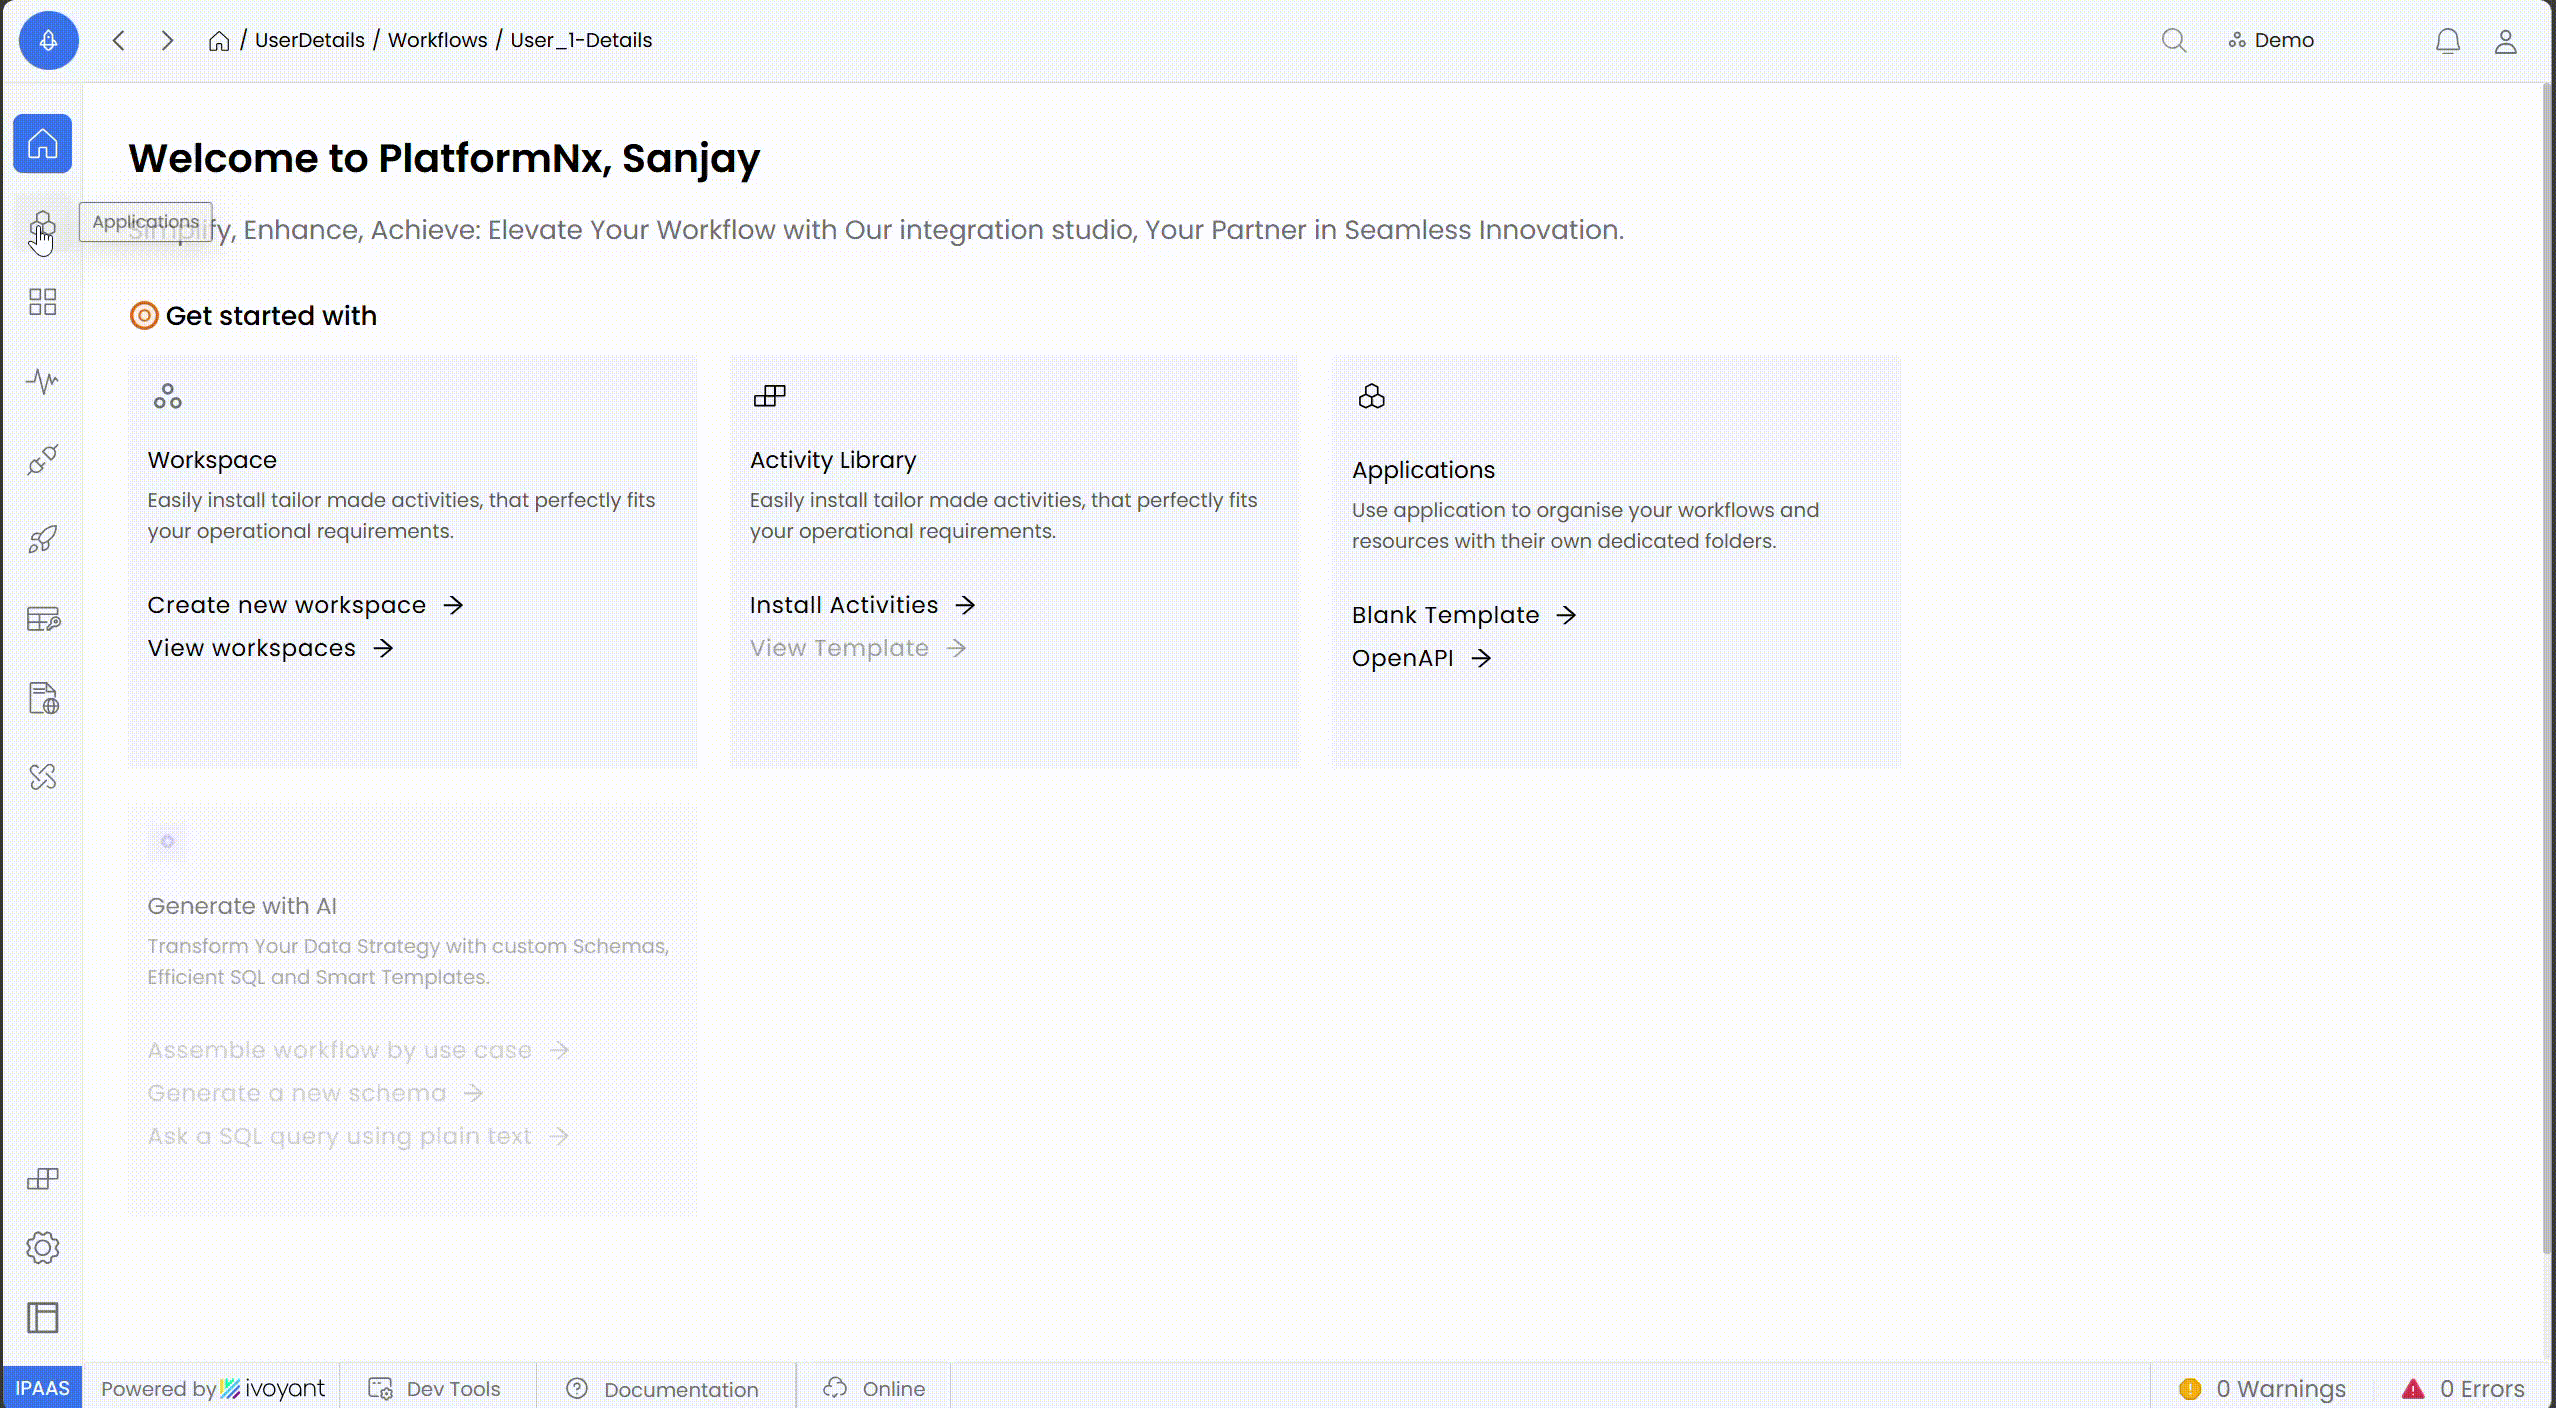 / UserDetails / Workflows / User_1-Details
Demo
Welcome to PlatformNx, Sanjay
Applications
Simplify, Enhance, Achieve: Elevate Your Workflow with Our integration studio, Your Partner in Seamless Innovation.
Get started with
Workspace
Easily install tailor made activities, that perfectly fits
your operational requirements.
Create new workspace
View workspaces
Activity Library
Easily install tailor made activities, that perfectly fits
your operational requirements.
Install Activities
View Template
Applications
Use application to organise your workflows and
resources with their own dedicated folders.
Blank Template
OpenAPI
Generate with AI
Transform Your Data Strategy with custom Schemas,
Efficient SQL and Smart Templates.
Assemble workflow by use case
Generate a new schema
Ask a SQL query using plain text
IPAAS
Powered by ivoyant
Dev Tools
Documentation
Online
0 Warnings
0 Errors